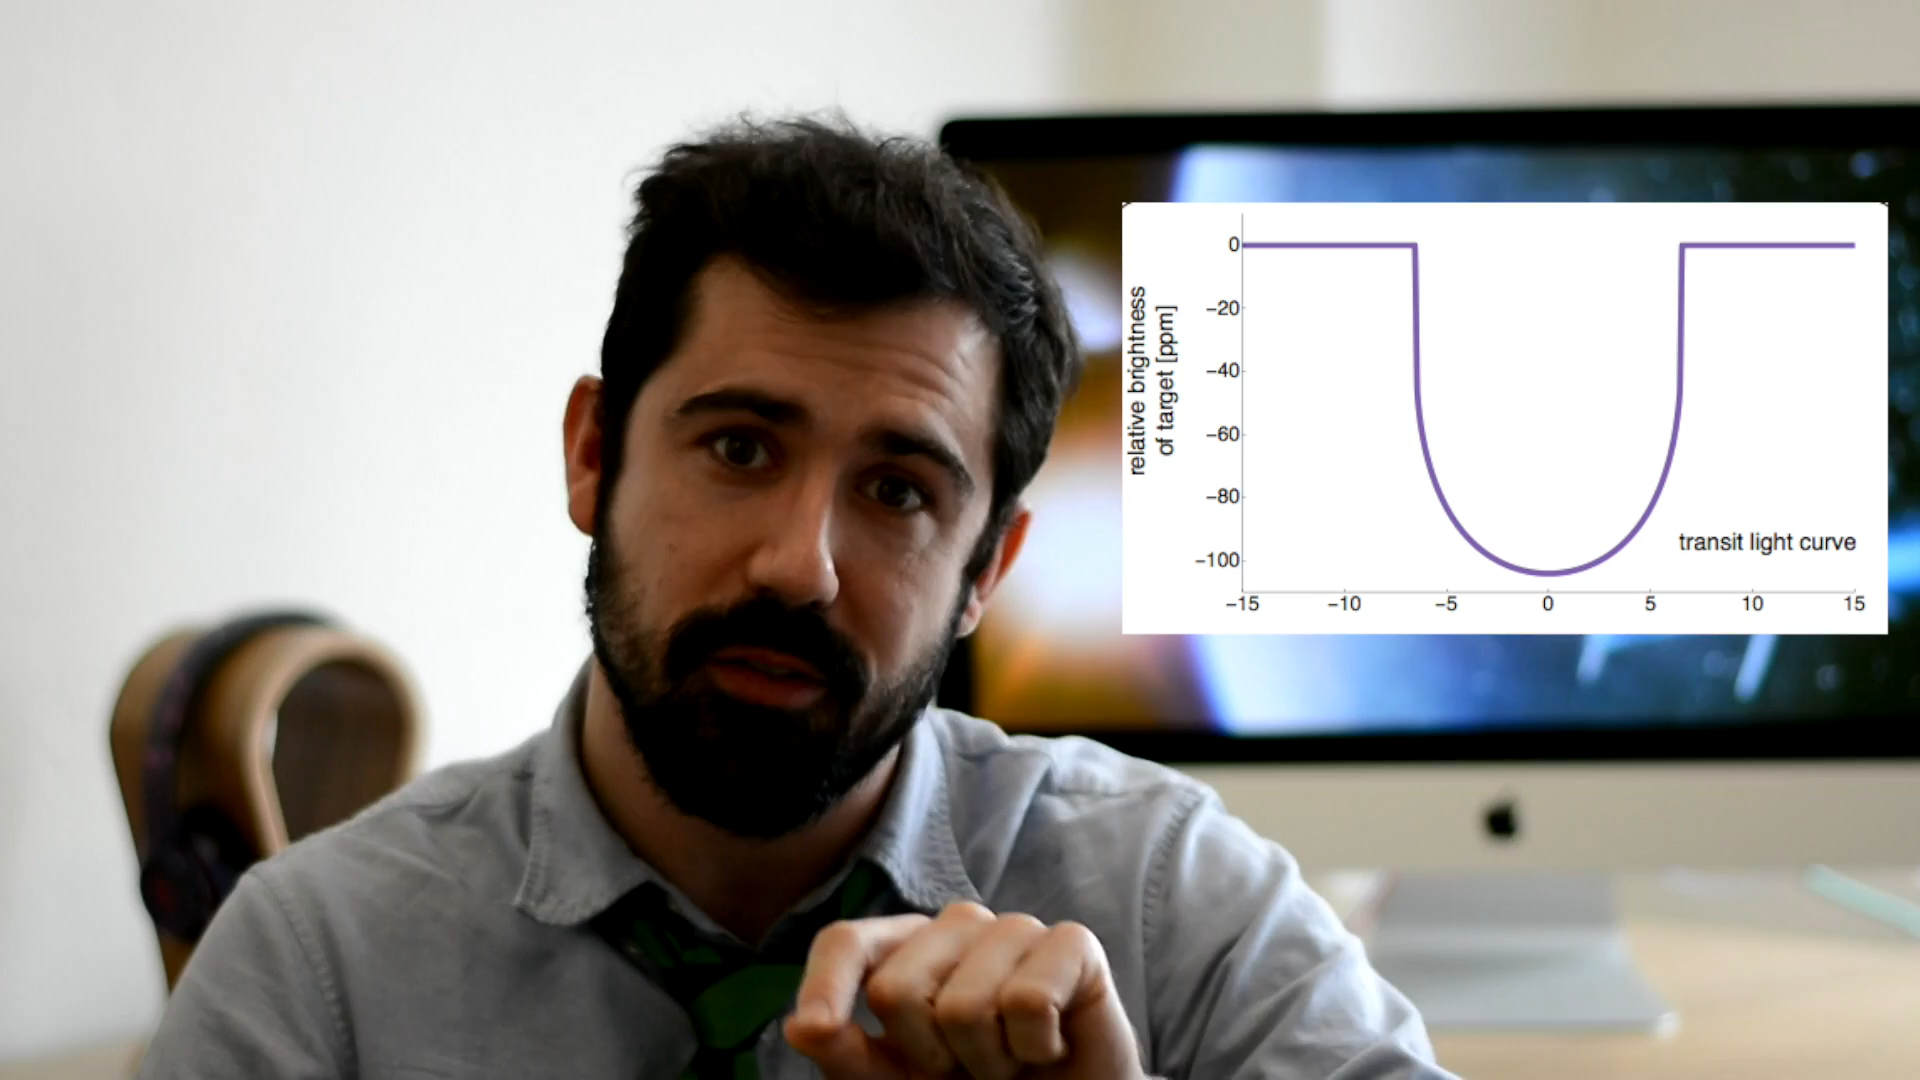 0
−20
−40
−60
−80
−100
relative brightness
of target [ppm]
transit light curve
−15 −10 −5 0 5 10 15